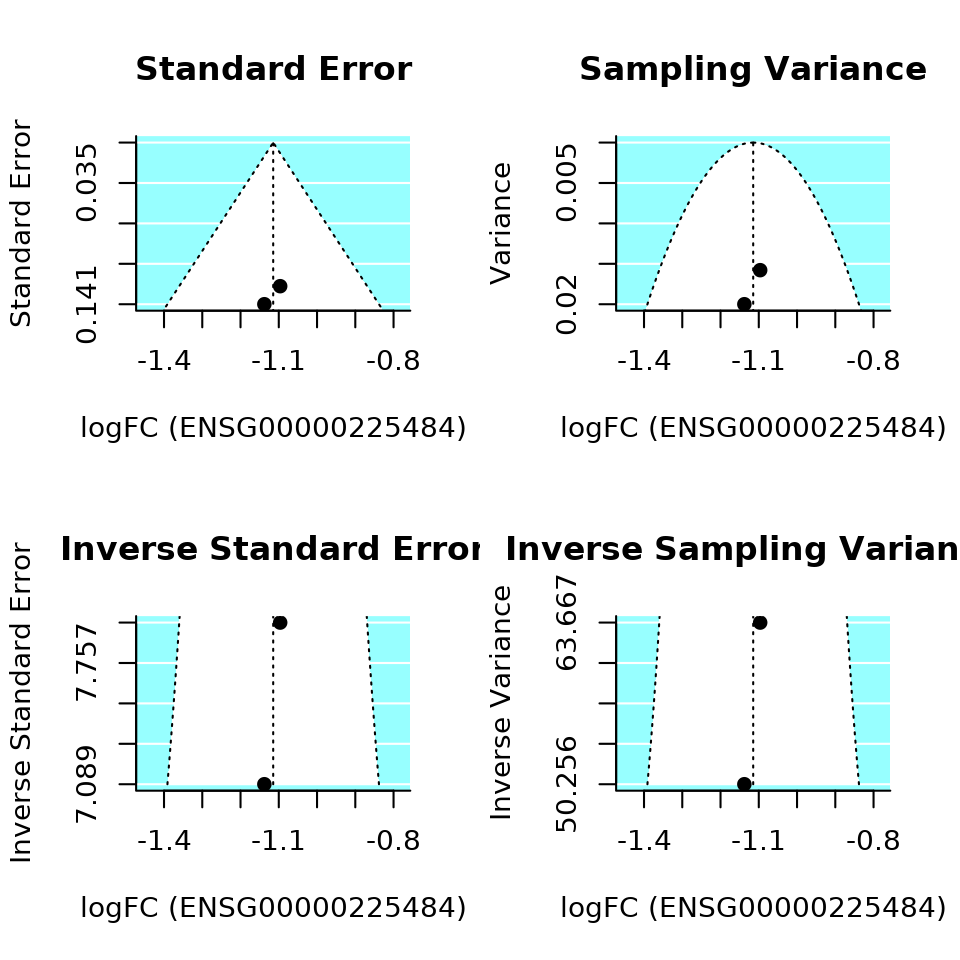 Standard Error
Standard Error
0.035
0.141
-1.4 -1.1 -0.8
logFC (ENSG00000225484)
Sampling Variance
Variance
0.005
0.02
-1.4 -1.1 -0.8
logFC (ENSG00000225484)
Inverse Standard Error
Inverse Standard Error
7.757
7.089
-1.4 -1.1 -0.8
logFC (ENSG00000225484)
Inverse Sampling Varian
Inverse Variance
63.667
50.256
-1.4 -1.1 -0.8
logFC (ENSG00000225484)